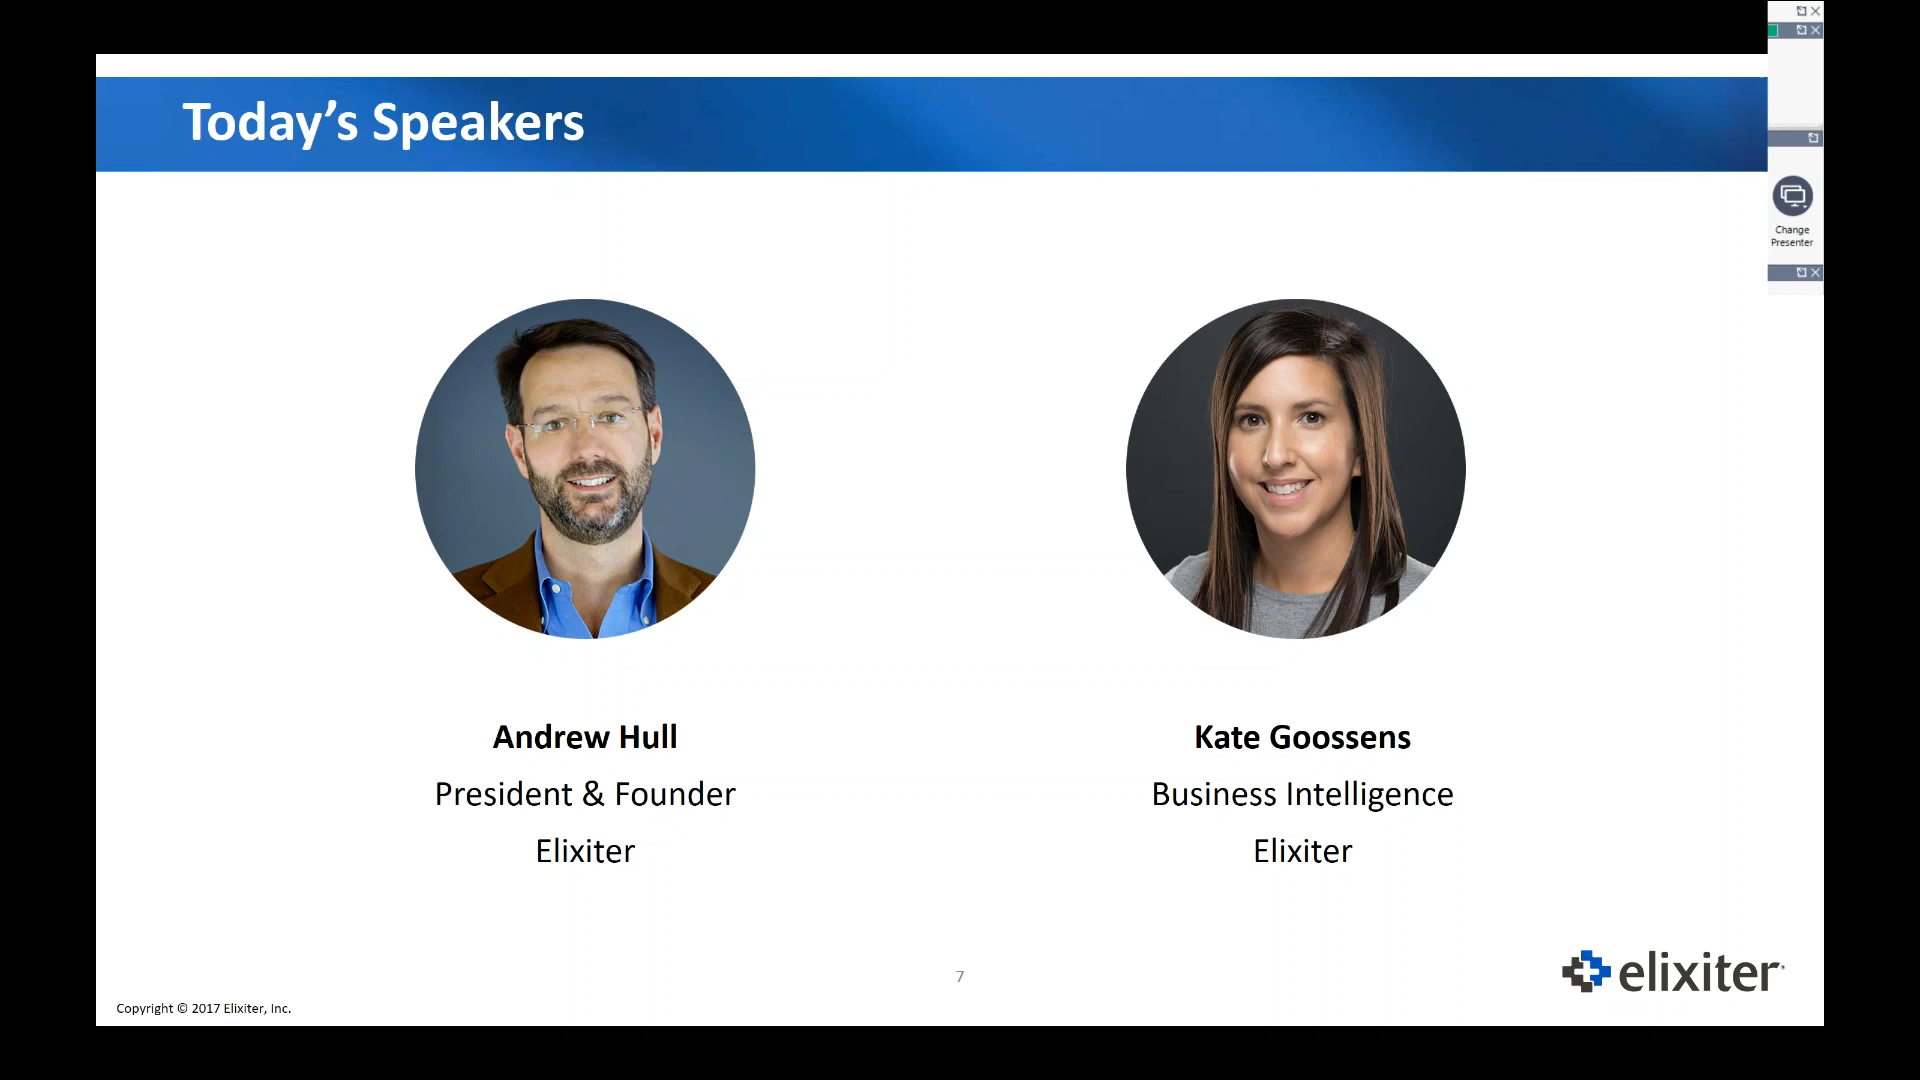 Today’s Speakers
Change
Presenter
Andrew Hull
President & Founder
Elixiter
Kate Goossens
Business Intelligence
Elixiter
7
elixiter
Copyright © 2017 Elixiter, Inc.